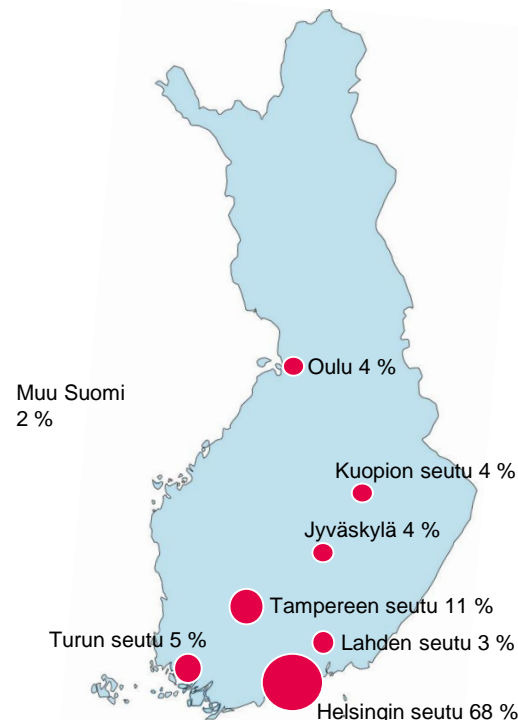 Oulu 4 %
Muu Suomi
2 %
Kuopion seutu 4 %
Jyväskylä 4 %
Tampereen seutu 11 %
Turun seutu 5 %
Lahden seutu 3 %
Helsingin seutu 68 %